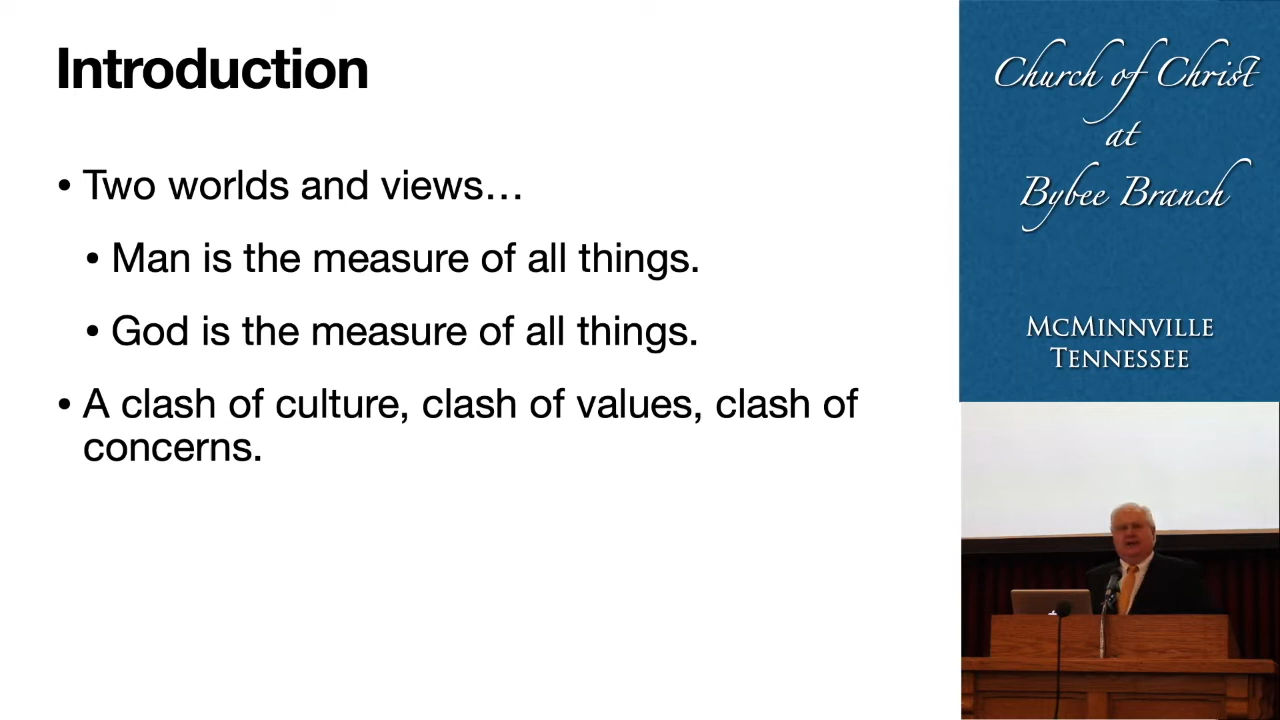 Introduction
• Two worlds and views…
• Man is the measure of all things.
• God is the measure of all things.
• A clash of culture, clash of values, clash of
concerns.
Church of Christ
at
Bybee Branch
McMinnville
Tennessee